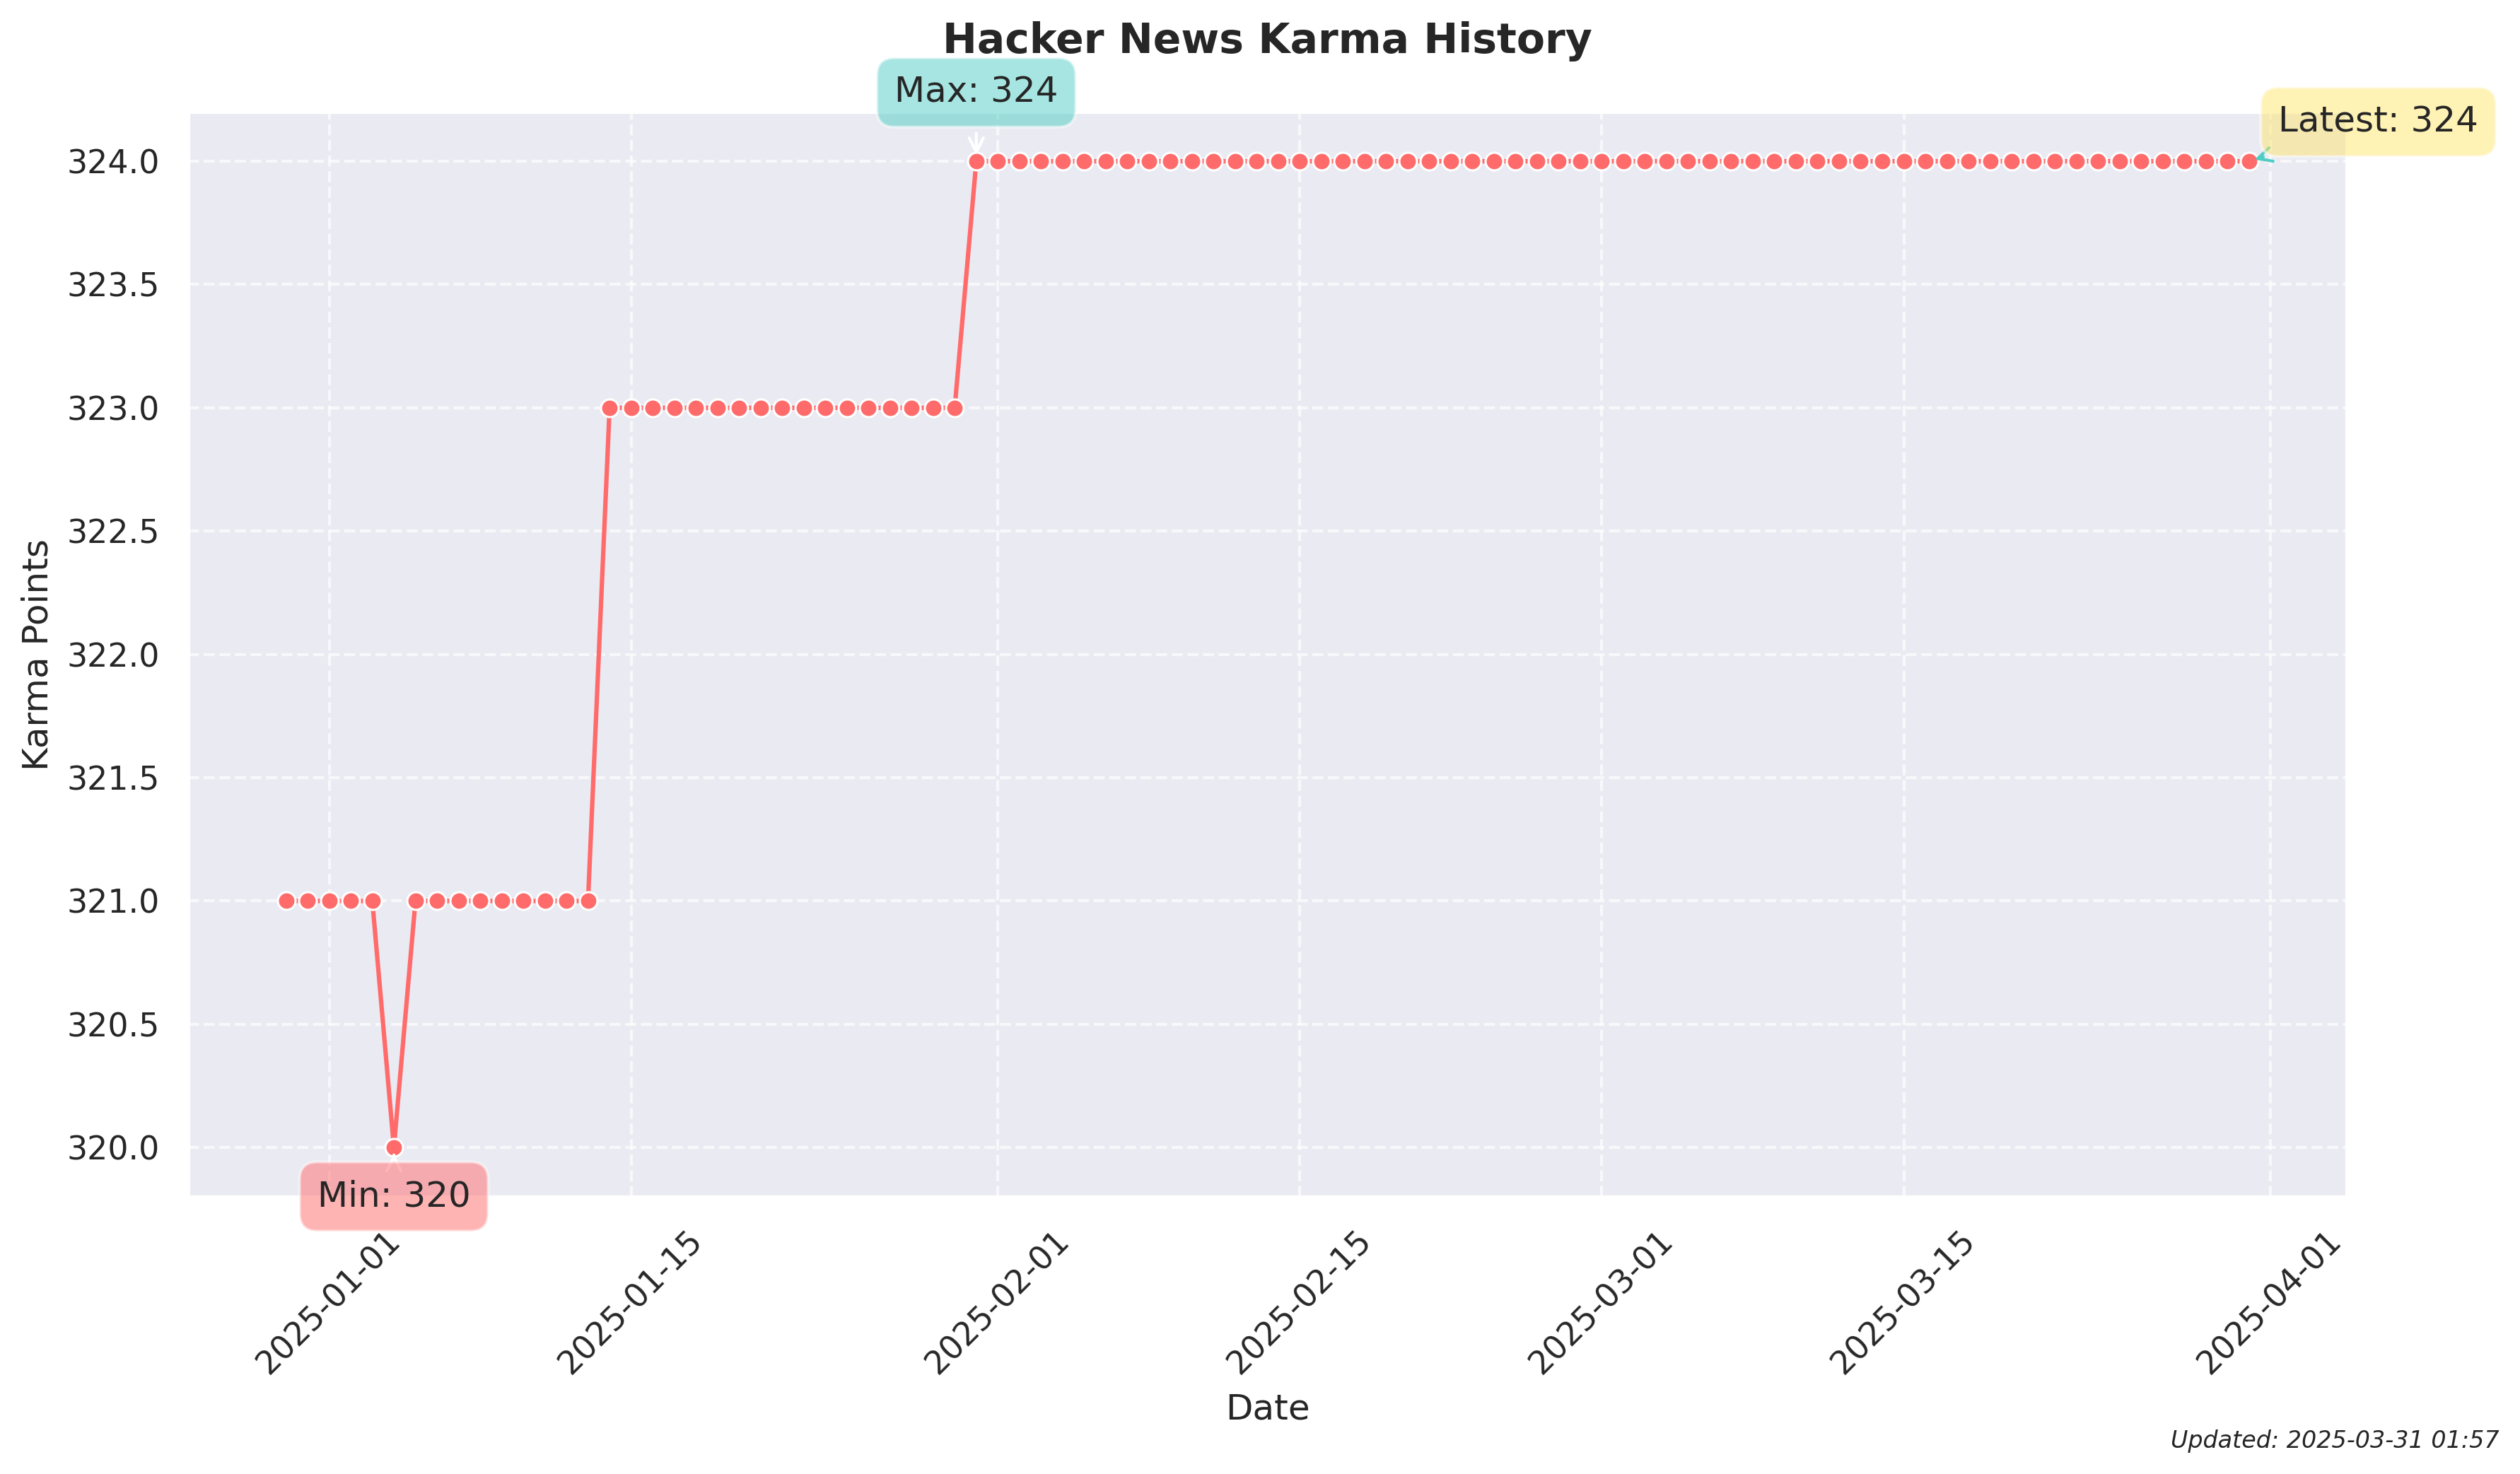 Hacker News Karma History
Max: 324
Latest: 324
324.0
323.5
323.0
322.5
322.0
321.5
321.0
320.5
320.0
Karma Points
Min: 320
2025-01-01
2025-01-15
2025-02-01
2025-02-15
2025-03-01
2025-03-15
2025-04-01
Date
Updated: 2025-03-31 01:57